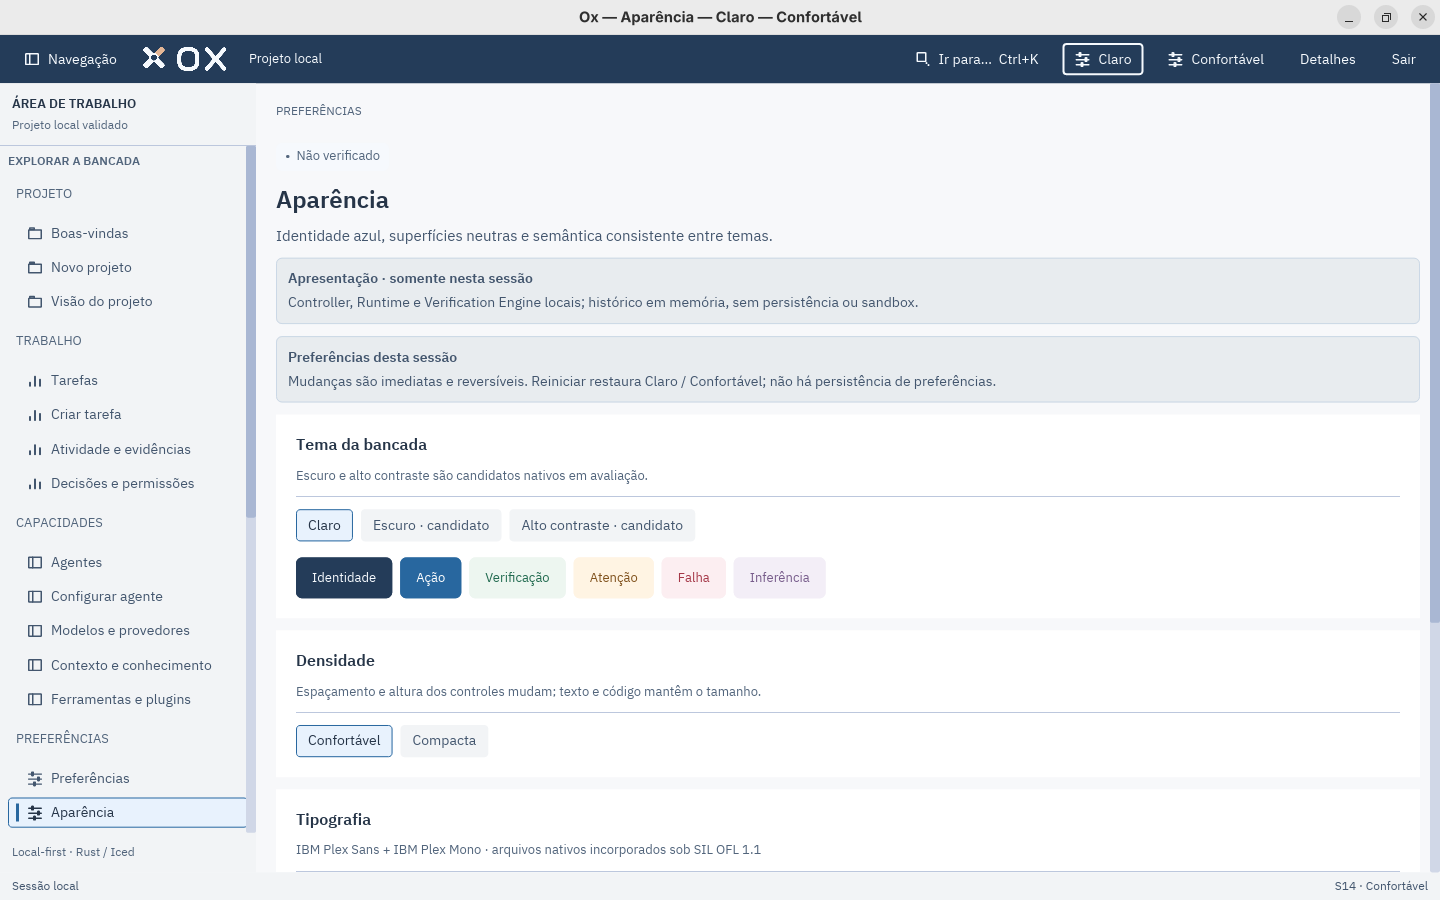 Ox — Aparência — Claro — Confortável
Navegação
OX
Projeto local
Ir para... Ctrl+K
Claro
Confortável
Detalhes
Sair
ÁREA DE TRABALHO
Projeto local validado
EXPLORAR A BANCADA
PROJETO
Boas-vindas
Novo projeto
Visão do projeto
TRABALHO
Tarefas
Criar tarefa
Atividade e evidências
Decisões e permissões
CAPACIDADES
Agentes
Configurar agente
Modelos e provedores
Contexto e conhecimento
Ferramentas e plugins
PREFERÊNCIAS
Preferências
Aparência
Local-first · Rust / Iced
PREFERÊNCIAS
• Não verificado
Aparência
Identidade azul, superfícies neutras e semântica consistente entre temas.
Apresentação · somente nesta sessão
Controller, Runtime e Verification Engine locais; histórico em memória, sem persistência ou sandbox.
Preferências desta sessão
Mudanças são imediatas e reversíveis. Reiniciar restaura Claro / Confortável; não há persistência de preferências.
Tema da bancada
Escuro e alto contraste são candidatos nativos em avaliação.
Claro
Escuro · candidato
Alto contraste · candidato
Identidade
Ação
Verificação
Atenção
Falha
Inferência
Densidade
Espaçamento e altura dos controles mudam; texto e código mantêm o tamanho.
Confortável
Compacta
Tipografia
IBM Plex Sans + IBM Plex Mono · arquivos nativos incorporados sob SIL OFL 1.1
Sessão local
S14 · Confortável